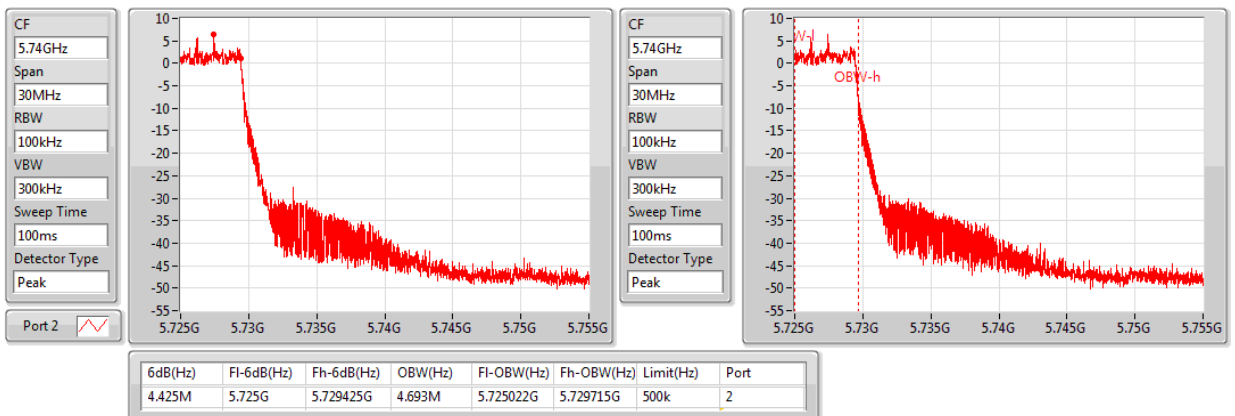 CF
5.74GHz
Span
30MHz
RBW
100kHz
VBW
300kHz
Sweep Time
100ms
Detector Type
Peak
Port 2
10
5
0
-5
-10
-15
-20
-25
-30
-35
-40
-45
-50
-55
5.725G 5.73G 5.735G 5.74G 5.745G 5.75G 5.755G
CF
5.74GHz
Span
30MHz
RBW
100kHz
VBW
300kHz
Sweep Time
100ms
Detector Type
Peak
10
5
0
-5
-10
-15
-20
-25
-30
-35
-40
-45
-50
-55
W-l
OBW-h
5.725G 5.73G 5.735G 5.74G 5.745G 5.75G 5.755G
6dB(Hz) Fl-6dB(Hz) Fh-6dB(Hz) OBW(Hz) Fl-OBW(Hz) Fh-OBW(Hz) Limit(Hz) Port
4.425M 5.725G 5.729425G 4.693M 5.725022G 5.729715G 500k 2